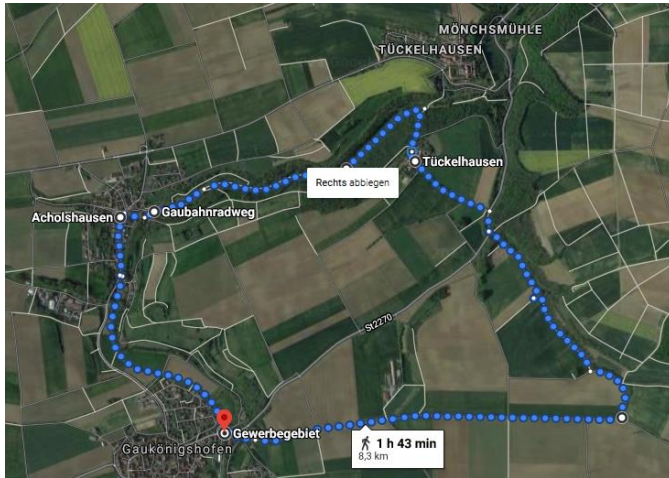 MÖNCHSMÜHLE
TÜCKELHAUSEN
Tückelhausen
Rechts abbiegen
Gaubahnradweg
Acholshausen
St2270
Gewerbegebiet
1 h 43 min
8,3 km
Gaukönigshofen